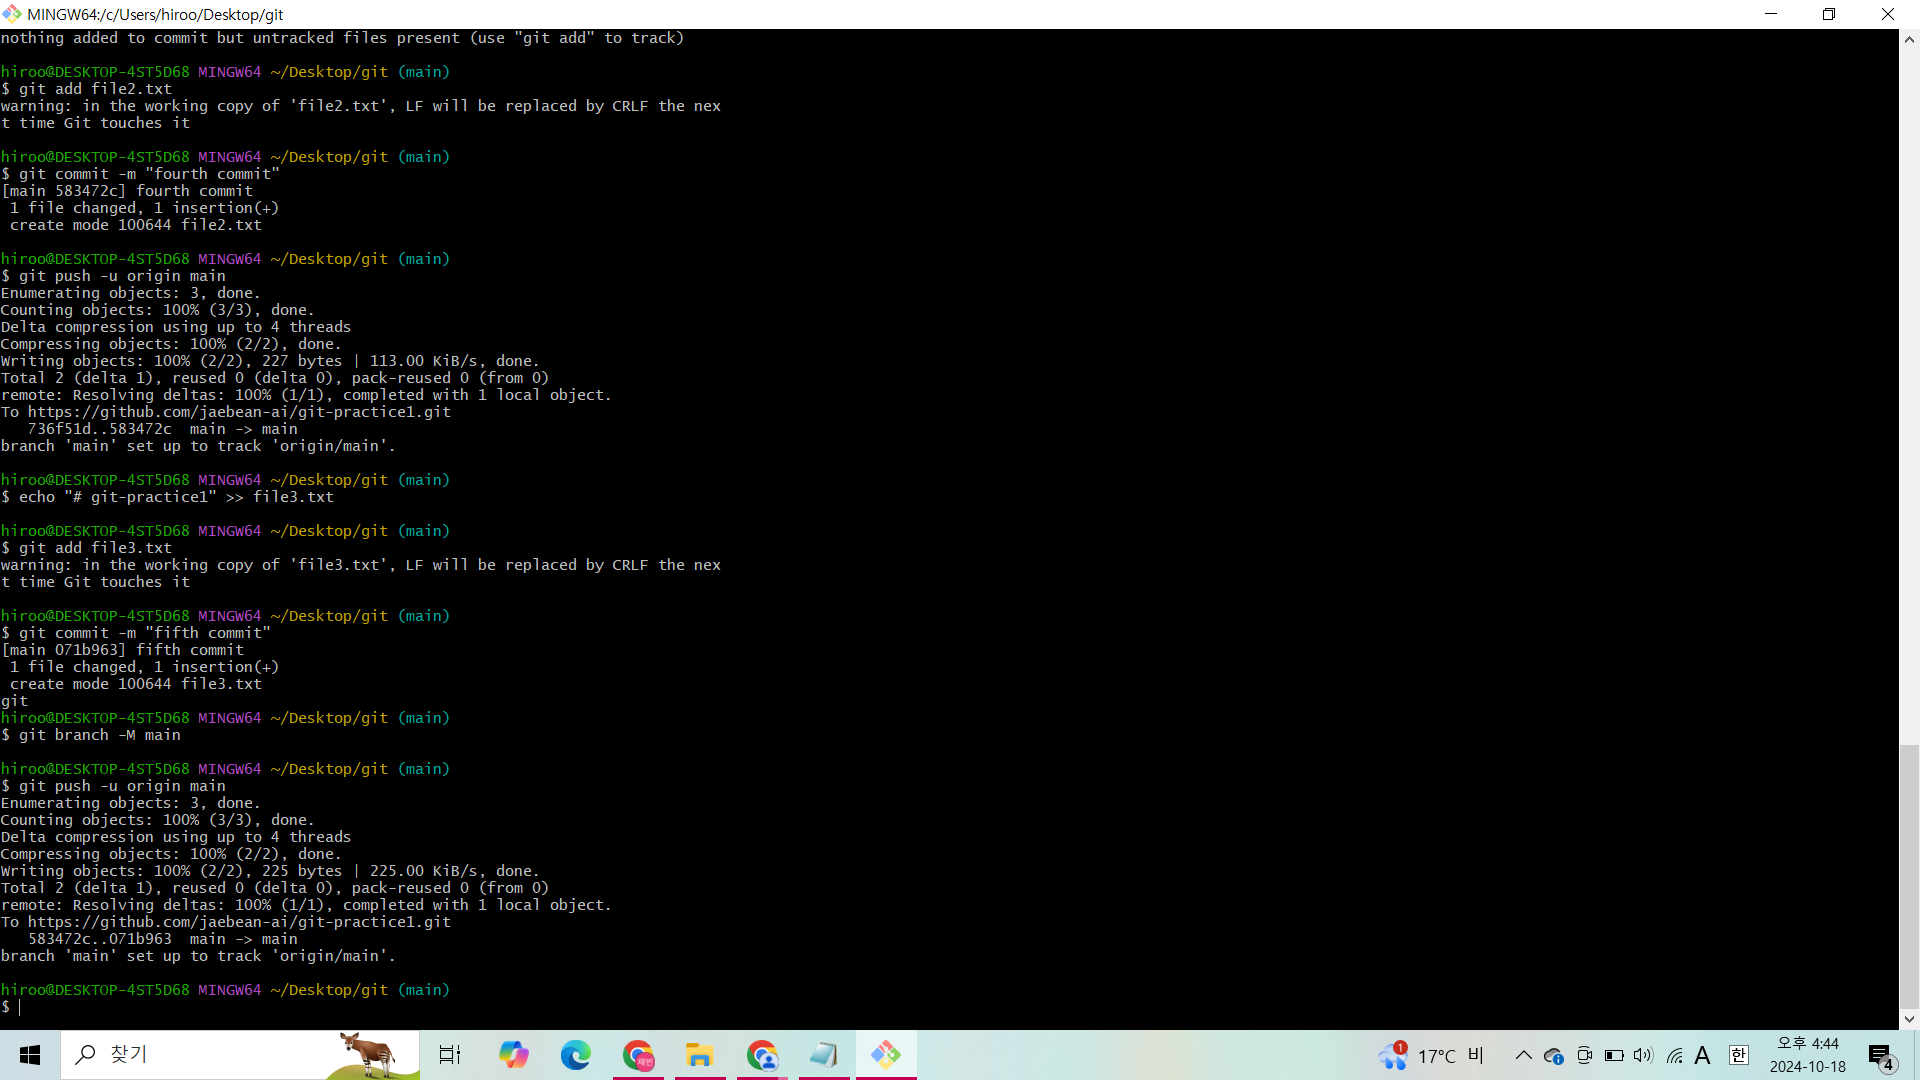 MINGW64:/c/Users/hiroo/Desktop/git
nothing added to commit but untracked files present (use "git add" to track)
hiroo@DESKTOP-4ST5D68 MINGW64 ~/Desktop/git (main)
$ git add file2.txt
warning: in the working copy of 'file2.txt', LF will be replaced by CRLF the nex
t time Git touches it
hiroo@DESKTOP-4ST5D68 MINGW64 ~/Desktop/git (main)
$ git commit -m "fourth commit"
[main 583472c] fourth commit
 1 file changed, 1 insertion(+)
 create mode 100644 file2.txt
hiroo@DESKTOP-4ST5D68 MINGW64 ~/Desktop/git (main)
$ git push -u origin main
Enumerating objects: 3, done.
Counting objects: 100% (3/3), done.
Delta compression using up to 4 threads
Compressing objects: 100% (2/2), done.
Writing objects: 100% (2/2), 227 bytes | 113.00 KiB/s, done.
Total 2 (delta 1), reused 0 (delta 0), pack-reused 0 (from 0)
remote: Resolving deltas: 100% (1/1), completed with 1 local object.
To https://github.com/jaebean-ai/git-practice1.git
   736f51d..583472c  main -> main
branch 'main' set up to track 'origin/main'.
hiroo@DESKTOP-4ST5D68 MINGW64 ~/Desktop/git (main)
$ echo "# git-practice1" >> file3.txt
hiroo@DESKTOP-4ST5D68 MINGW64 ~/Desktop/git (main)
$ git add file3.txt
warning: in the working copy of 'file3.txt', LF will be replaced by CRLF the nex
t time Git touches it
hiroo@DESKTOP-4ST5D68 MINGW64 ~/Desktop/git (main)
$ git commit -m "fifth commit"
[main 071b963] fifth commit
 1 file changed, 1 insertion(+)
 create mode 100644 file3.txt
git
hiroo@DESKTOP-4ST5D68 MINGW64 ~/Desktop/git (main)
$ git branch -M main
hiroo@DESKTOP-4ST5D68 MINGW64 ~/Desktop/git (main)
$ git push -u origin main
Enumerating objects: 3, done.
Counting objects: 100% (3/3), done.
Delta compression using up to 4 threads
Compressing objects: 100% (2/2), done.
Writing objects: 100% (2/2), 225 bytes | 225.00 KiB/s, done.
Total 2 (delta 1), reused 0 (delta 0), pack-reused 0 (from 0)
remote: Resolving deltas: 100% (1/1), completed with 1 local object.
To https://github.com/jaebean-ai/git-practice1.git
   583472c..071b963  main -> main
branch 'main' set up to track 'origin/main'.
hiroo@DESKTOP-4ST5D68 MINGW64 ~/Desktop/git (main)
$
찾기
재빈
1
17°C 비
A
한
오후 4:44
2024-10-18
4